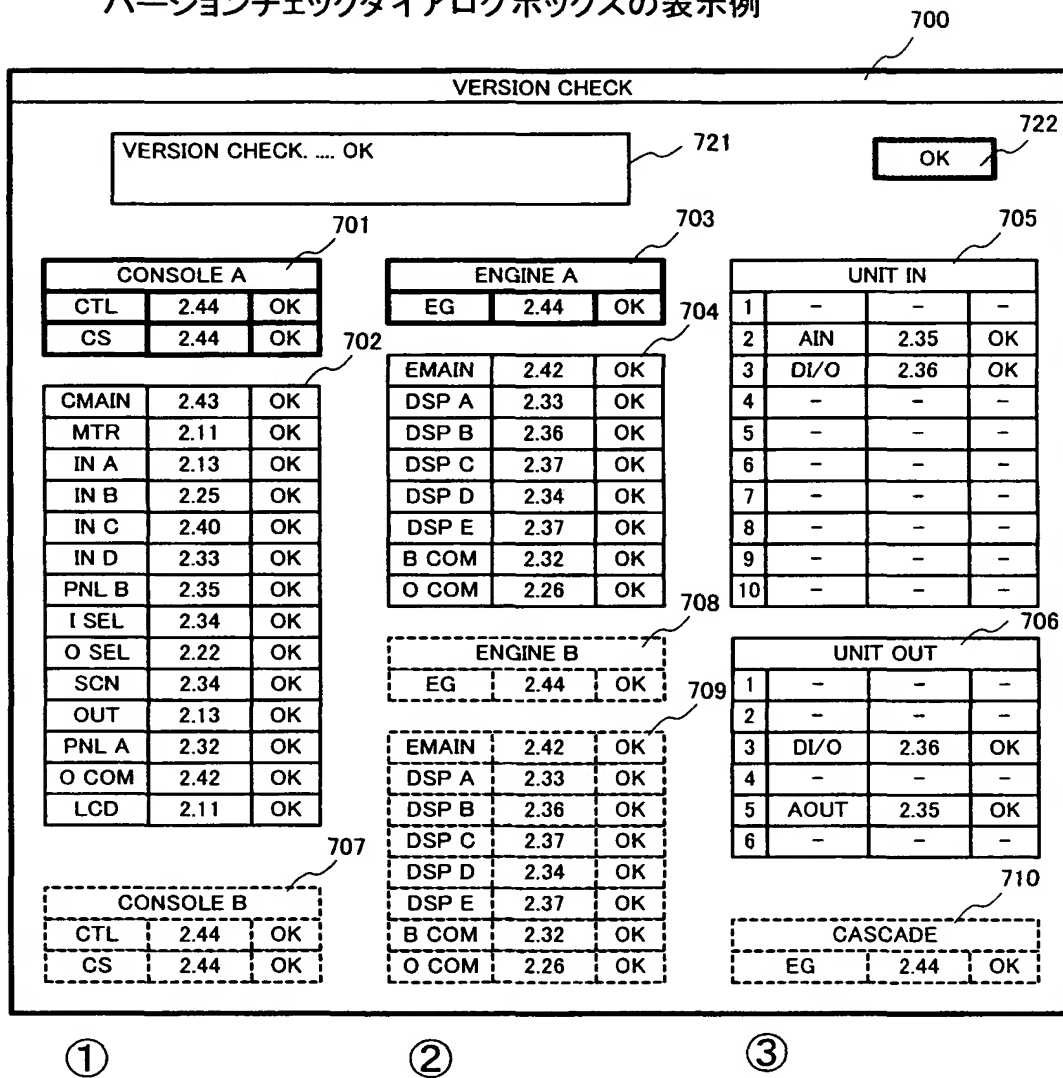 バージョンチェックダイアログボックスの表示例
700
VERSION CHECK
VERSION CHECK. .... OK
721
OK
722
701
CONSOLE A
CTL 2.44 OK
CS 2.44 OK
702
CMAIN 2.43 OK
MTR 2.11 OK
IN A 2.13 OK
IN B 2.25 OK
IN C 2.40 OK
IN D 2.33 OK
PNL B 2.35 OK
I SEL 2.34 OK
O SEL 2.22 OK
SCN 2.34 OK
OUT 2.13 OK
PNL A 2.32 OK
O COM 2.42 OK
LCD 2.11 OK
707
CONSOLE B
CTL 2.44 OK
CS 2.44 OK
703
ENGINE A
EG 2.44 OK
704
EMAIN 2.42 OK
DSP A 2.33 OK
DSP B 2.36 OK
DSP C 2.37 OK
DSP D 2.34 OK
DSP E 2.37 OK
B COM 2.32 OK
O COM 2.26 OK
708
ENGINE B
EG 2.44 OK
709
EMAIN 2.42 OK
DSP A 2.33 OK
DSP B 2.36 OK
DSP C 2.37 OK
DSP D 2.34 OK
DSP E 2.37 OK
B COM 2.32 OK
O COM 2.26 OK
705
UNIT IN
1 – – –
2 AIN 2.35 OK
3 DI/O 2.36 OK
4 – – –
5 – – –
6 – – –
7 – – –
8 – – –
9 – – –
10 – – –
706
UNIT OUT
1 – – –
2 – – –
3 DI/O 2.36 OK
4 – – –
5 AOUT 2.35 OK
6 – – –
710
CASCADE
EG 2.44 OK
① ② ③